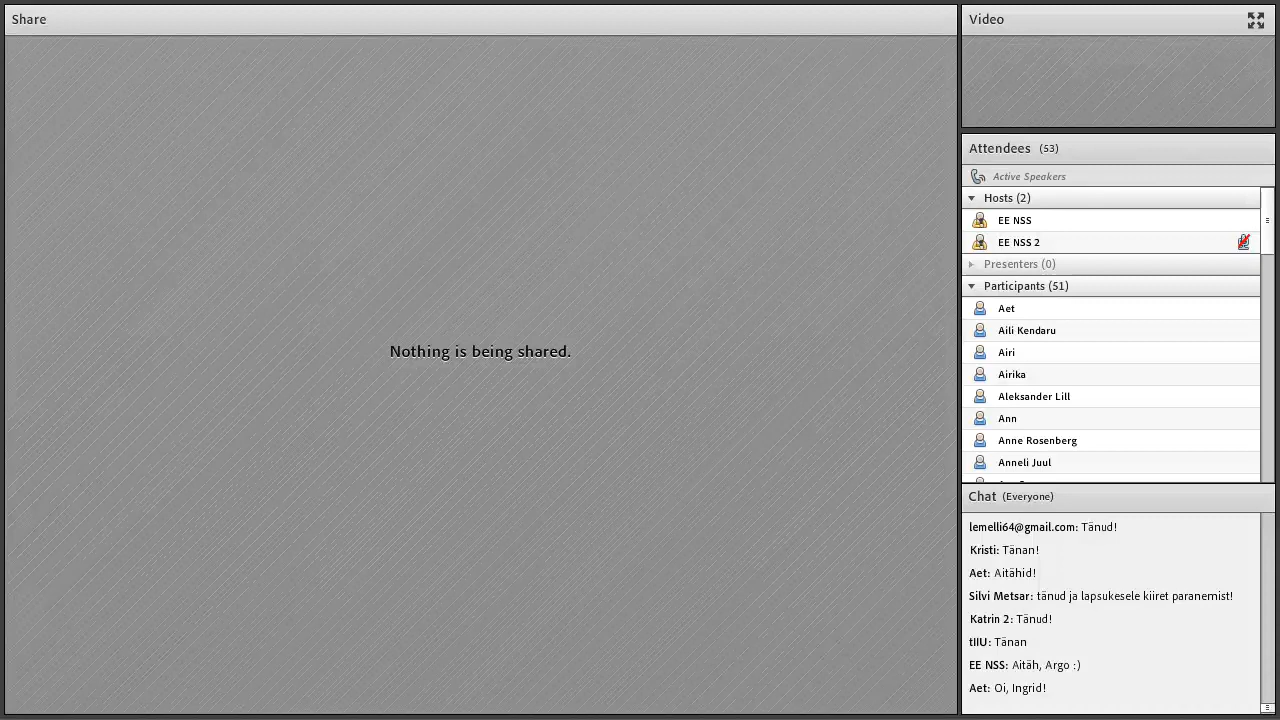 Share
Nothing is being shared.
Video
Attendees (53)
Active Speakers
Hosts (2)
EE NSS
EE NSS 2
Presenters (0)
Participants (51)
Aet
Aili Kendaru
Airi
Airika
Aleksander Lill
Ann
Anne Rosenberg
Anneli Juul
Chat (Everyone)
lemelli64@gmail.com: Tänud!
Kristi: Tänan!
Aet: Aitähid!
Silvi Metsar: tänud ja lapsukesele kiiret paranemist!
Katrin 2: Tänud!
tIIU: Tänan
EE NSS: Aitäh, Argo :)
Aet: Oi, Ingrid!